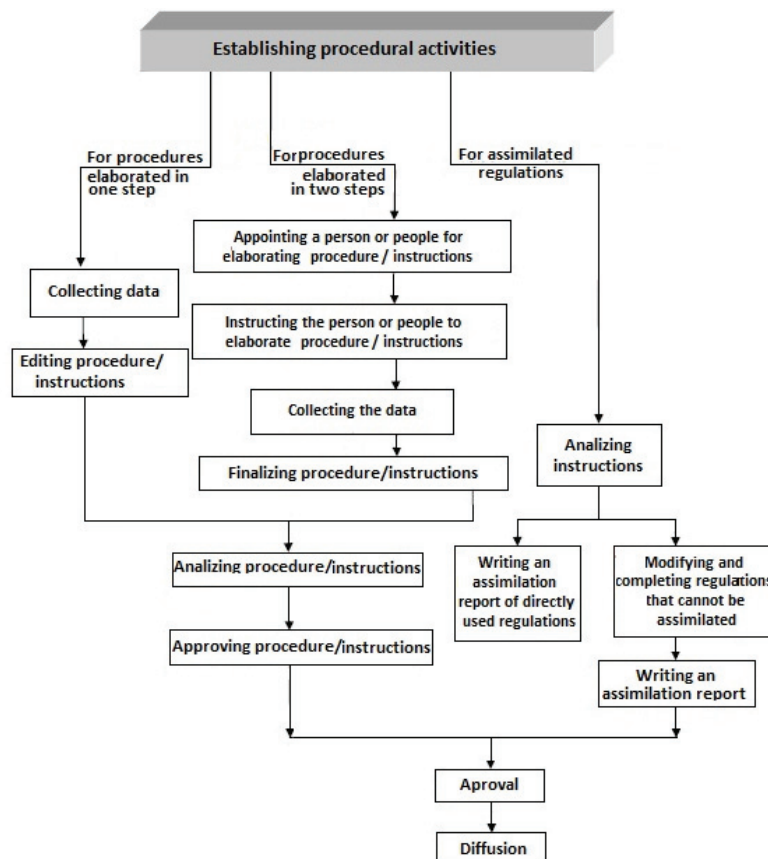 Establishing procedural activities
For procedures
elaborated in
one step
For procedures
elaborated
in two steps
For assimilated
regulations
Appointing a person or people for
elaborating procedure/ instructions
Collecting data
Instructing the person or people to
elaborate procedure/ instructions
Editing procedure/
instructions
Collecting the data
Analizing
instructions
Finalizing procedure/instructions
Analizing procedure/instructions
Writing an
assimilation
report of directly
used regulations
Modifying and
completing regulations
that cannot be
assimilated
Approving procedure/instructions
Writing an
assimilation report
Aproval
Diffusion